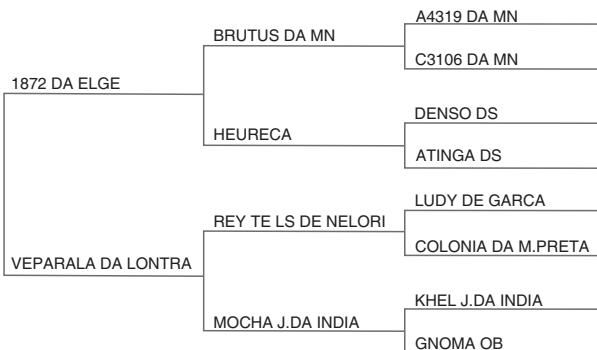 A4319 DA MN
BRUTUS DA MN
C3106 DA MN
1872 DA ELGE
DENSO DS
HEURECA
ATINGA DS
LUDY DE GARCA
REY TE LS DE NELORI
COLONIA DA M.PRETA
VEPARALA DA LONTRA
KHEL J.DA INDIA
MOCHA J.DA INDIA
GNOMA OB